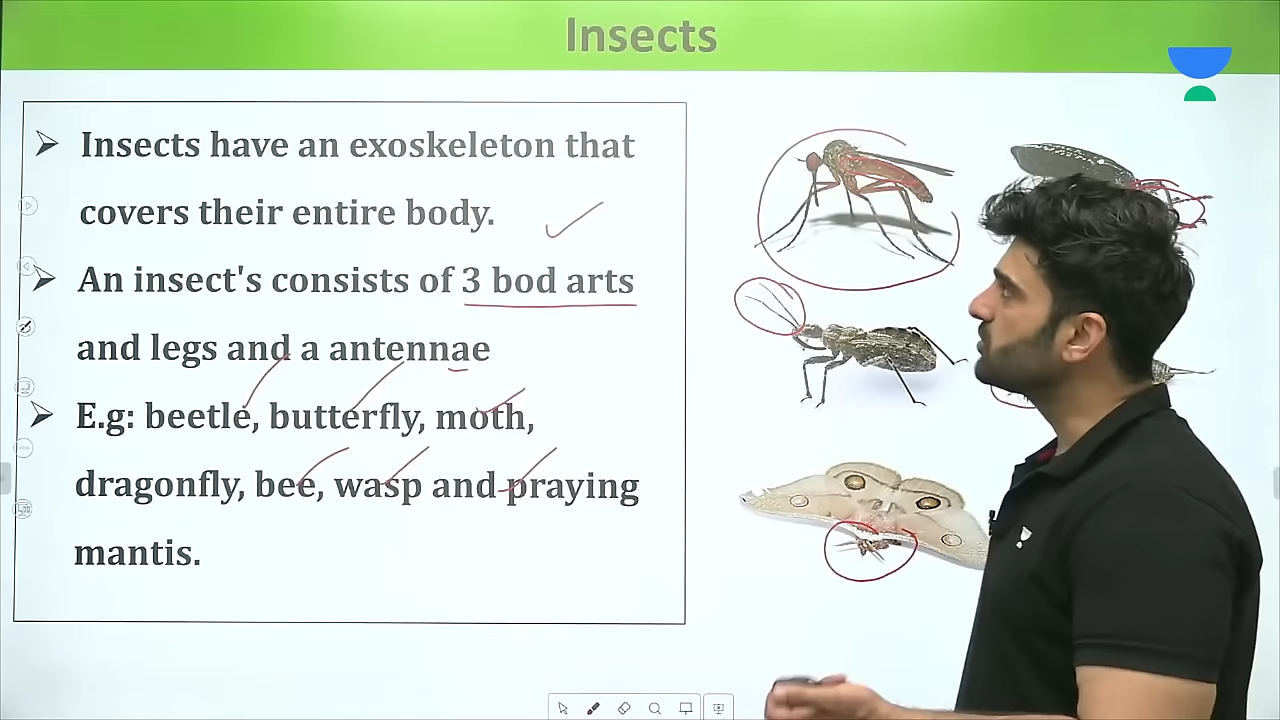 Insects
Insects have an exoskeleton that
covers their entire body.
An insect's consists of 3 bod arts
and legs and a antennae
E.g: beetle, butterfly, moth,
dragonfly, bee, wasp and praying
mantis.